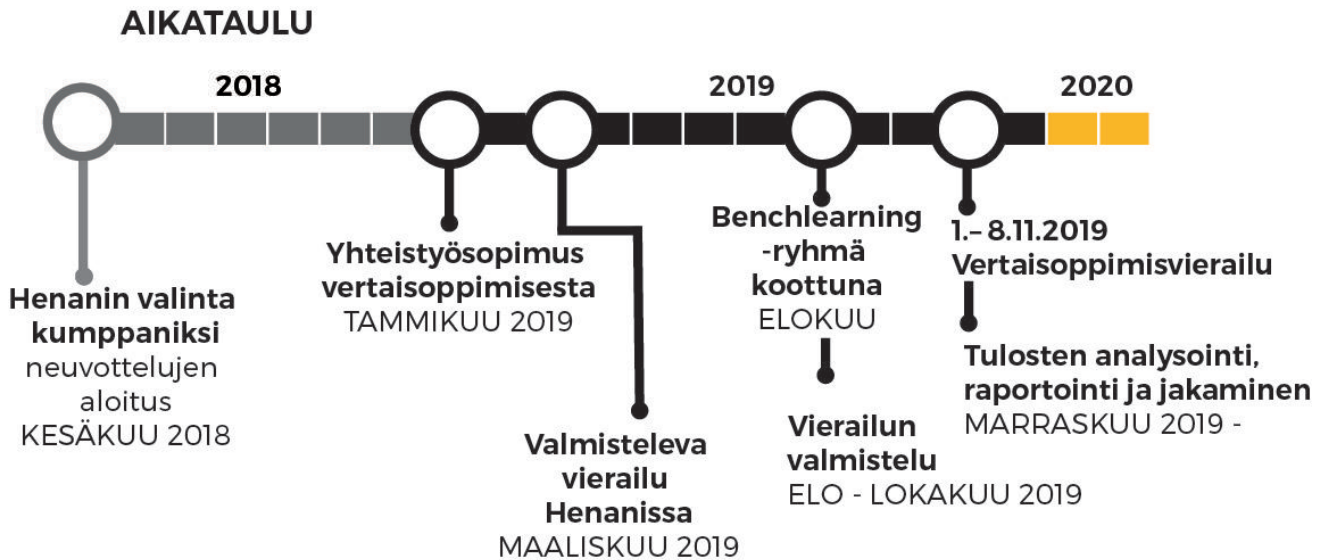 AIKATAULU
2018
2019
2020
Henanin valinta
kumppaniksi
neuvottelujen
aloitus
KESÄKUU 2018
Yhteistyösopimus
vertaisoppimisesta
TAMMIKUU 2019
Valmisteleva
vierailu
Henanissa
MAALISKUU 2019
Benchlearning
-ryhmä
koottuna
ELOKUU
Vierailun
valmistelu
ELO - LOKAKUU 2019
1.– 8.11.2019
Vertaisoppimisvierailu
Tulosten analysointi,
raportointi ja jakaminen
MARRASKUU 2019 -